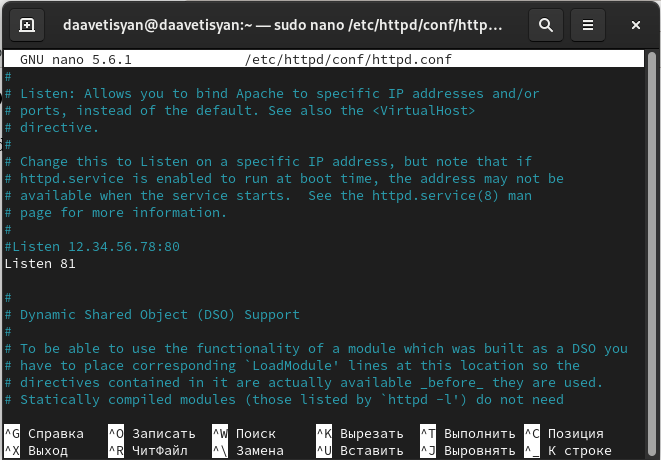 daavetisyan@daavetisyan:~ — sudo nano /etc/httpd/conf/http...
GNU nano 5.6.1 /etc/httpd/conf/httpd.conf
#
# Listen: Allows you to bind Apache to specific IP addresses and/or
# ports, instead of the default. See also the <VirtualHost>
# directive.
#
# Change this to Listen on a specific IP address, but note that if
# httpd.service is enabled to run at boot time, the address may not be
# available when the service starts.  See the httpd.service(8) man
# page for more information.
#
#Listen 12.34.56.78:80
Listen 81
#
# Dynamic Shared Object (DSO) Support
#
# To be able to use the functionality of a module which was built as a DSO you
# have to place corresponding `LoadModule' lines at this location so the
# directives contained in it are actually available _before_ they are used.
# Statically compiled modules (those listed by `httpd -l') do not need
^G Справка ^O Записать ^W Поиск ^K Вырезать ^T Выполнить ^C Позиция
^X Выход ^R ЧитФайл ^\ Замена ^U Вставить ^J Выровнять ^_ К строке